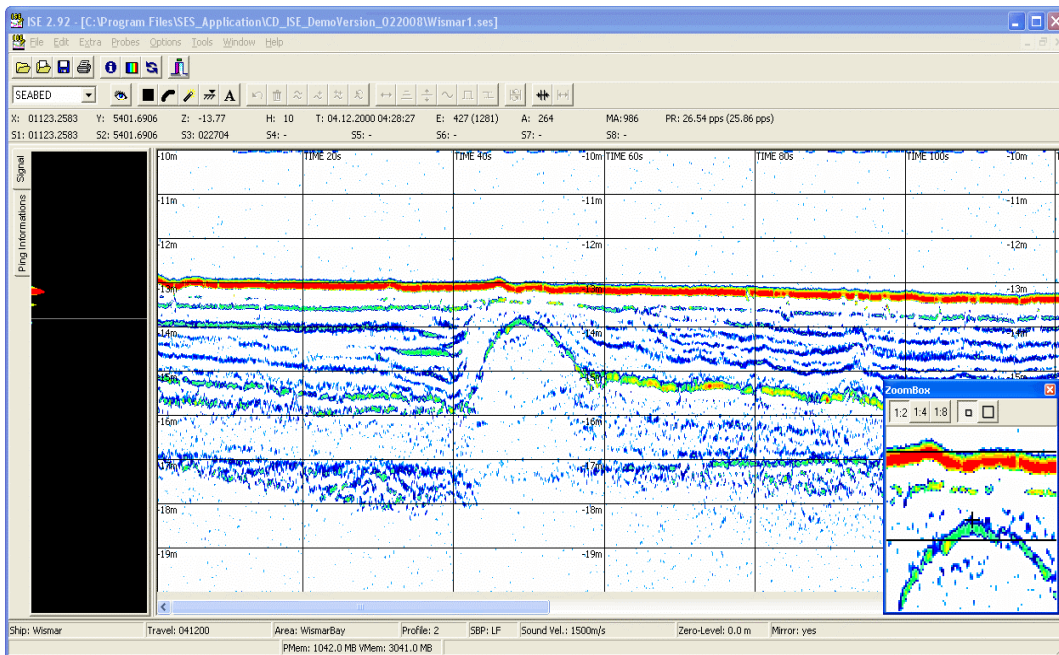 ISE 2.92 - [C:\Program Files\SES_Application\CD_ISE_DemoVersion_022008\Wismar1.ses]
File Edit Extra Probes Options Tools Window Help
SEABED A
X: 01123.2583 Y: 5401.6906 Z: -13.77 H: 10 T: 04.12.2000 04:28:27 E: 427 (1281) A: 264 MA:986 PR: 26.54 pps (25.86 pps)
S1: 01123.2583 S2: 5401.6906 S3: 022704 S4: - S5: - S6: - S7: - S8: -
Signal
Ping Informations
-10m TIME 20s TIME 40s -10m TIME 60s TIME 80s TIME 100s -10m
-11m -11m -11m
-12m -12m -12m
-13m -13m -13m
-14m -14m -14m
-15m -15m -15m
-16m -16m
-17m -17m
-18m -18m
-19m -19m
ZoomBox
1:2 1:4 1:8
Ship: Wismar Travel: 041200 Area: WismarBay Profile: 2 SBP: LF Sound Vel.: 1500m/s Zero-Level: 0.0 m Mirror: yes
PMem: 1042.0 MB VMem: 3041.0 MB